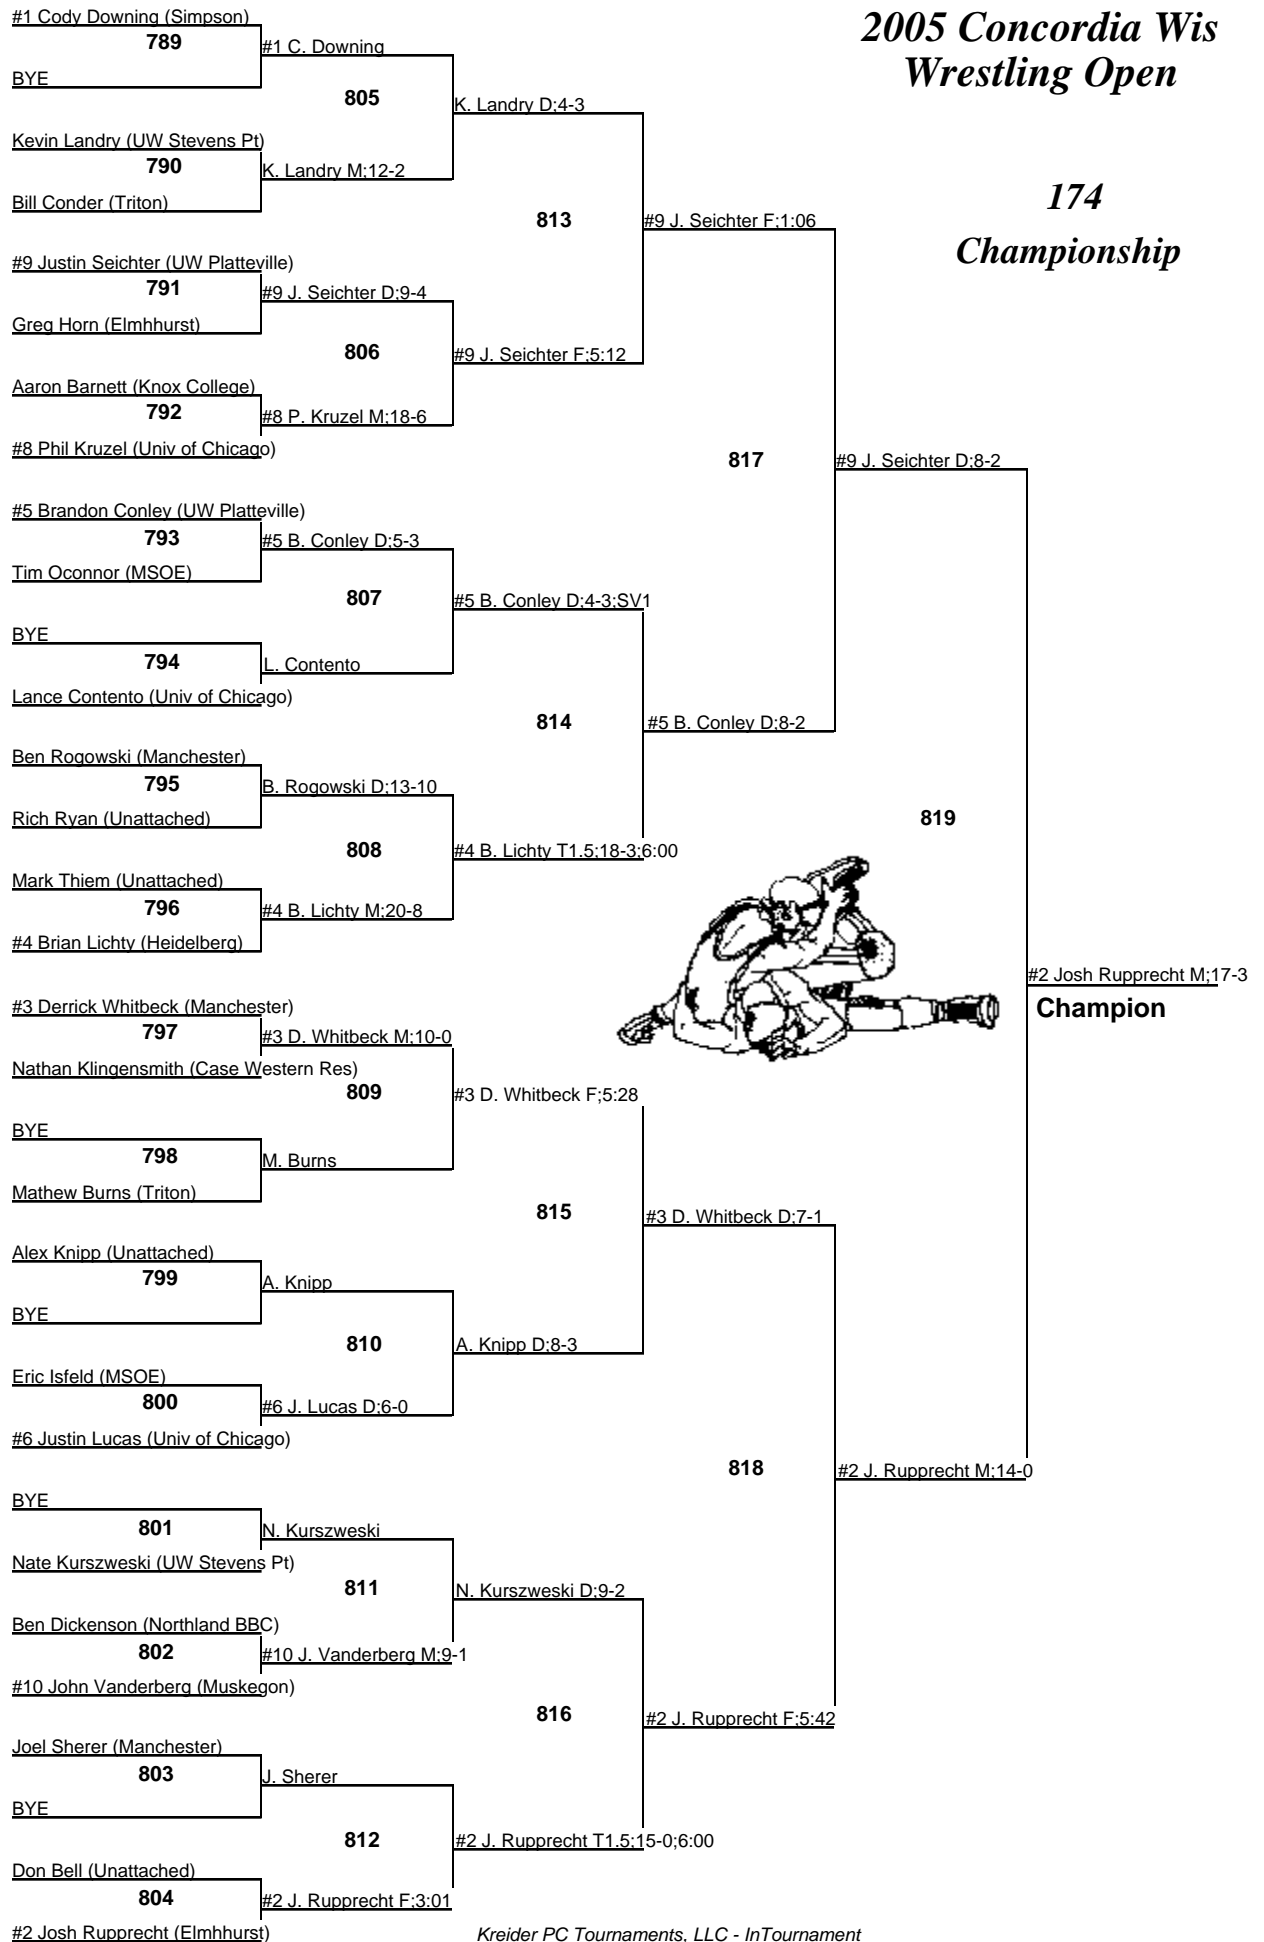 2005 Concordia Wis
Wrestling Open
174
Championship
#1 Cody Downing (Simpson)
789
BYE
#1 C. Downing
805
Kevin Landry (UW Stevens Pt)
790
Bill Conder (Triton)
K. Landry M;12-2
K. Landry D;4-3
813
#9 Justin Seichter (UW Platteville)
791
Greg Horn (Elmhhurst)
#9 J. Seichter D;9-4
806
Aaron Barnett (Knox College)
792
#8 Phil Kruzel (Univ of Chicago)
#8 P. Kruzel M;18-6
#9 J. Seichter F;5:12
#9 J. Seichter F;1:06
817
#5 Brandon Conley (UW Platteville)
793
Tim Oconnor (MSOE)
#5 B. Conley D;5-3
807
BYE
794
Lance Contento (Univ of Chicago)
L. Contento
#5 B. Conley D;4-3;SV1
814
Ben Rogowski (Manchester)
795
Rich Ryan (Unattached)
B. Rogowski D;13-10
808
Mark Thiem (Unattached)
796
#4 Brian Lichty (Heidelberg)
#4 B. Lichty M;20-8
#4 B. Lichty T1.5;18-3;6:00
#5 B. Conley D;8-2
#9 J. Seichter D;8-2
819
#3 Derrick Whitbeck (Manchester)
797
Nathan Klingensmith (Case Western Res)
#3 D. Whitbeck M;10-0
809
BYE
798
Mathew Burns (Triton)
M. Burns
#3 D. Whitbeck F;5:28
815
Alex Knipp (Unattached)
799
BYE
A. Knipp
810
Eric Isfeld (MSOE)
800
#6 Justin Lucas (Univ of Chicago)
#6 J. Lucas D;6-0
A. Knipp D;8-3
#3 D. Whitbeck D;7-1
818
BYE
801
Nate Kurszweski (UW Stevens Pt)
N. Kurszweski
811
Ben Dickenson (Northland BBC)
802
#10 John Vanderberg (Muskegon)
#10 J. Vanderberg M;9-1
N. Kurszweski D;9-2
816
Joel Sherer (Manchester)
803
BYE
J. Sherer
812
Don Bell (Unattached)
804
#2 Josh Rupprecht (Elmhhurst)
#2 J. Rupprecht F;3:01
#2 J. Rupprecht T1.5;15-0;6:00
#2 J. Rupprecht F;5:42
#2 J. Rupprecht M;14-0
#2 Josh Rupprecht M;17-3
Champion
Kreider PC Tournaments, LLC - InTournament